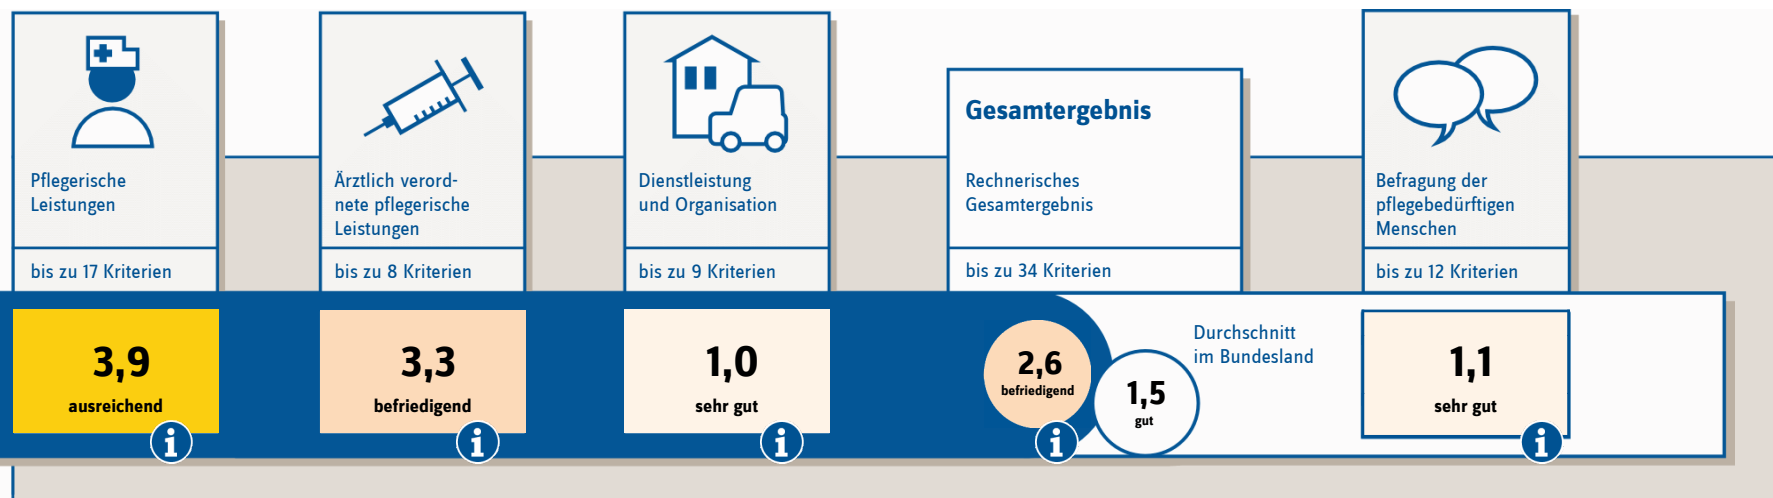 Pflegerische
Leistungen
bis zu 17 Kriterien
3,9
ausreichend
i
Ärztlich verord-
nete pflegerische
Leistungen
bis zu 8 Kriterien
3,3
befriedigend
i
Dienstleistung
und Organisation
bis zu 9 Kriterien
1,0
sehr gut
i
Gesamtergebnis
Rechnerisches
Gesamtergebnis
bis zu 34 Kriterien
2,6
befriedigend
i
Durchschnitt
im Bundesland
1,5
gut
Befragung der
pflegebedürftigen
Menschen
bis zu 12 Kriterien
1,1
sehr gut
i